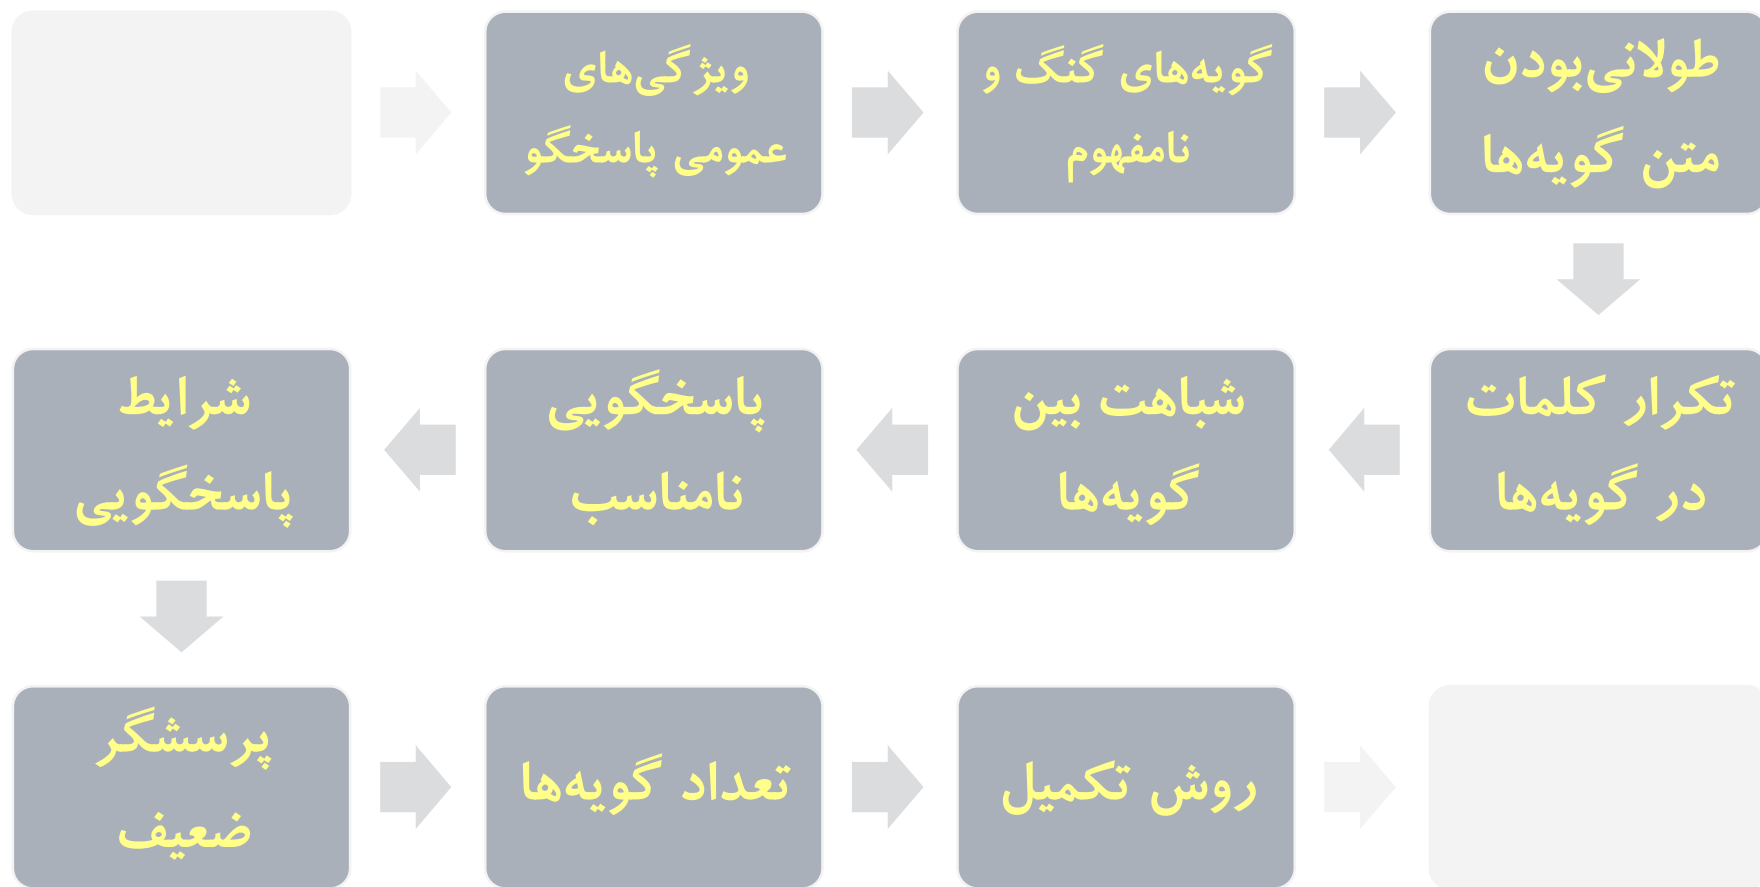 ویژگی‌های
عمومی پاسخگو
گویه‌های گنگ و
نامفهوم
طولانی‌بودن
متن گویه‌ها
تکرار کلمات
در گویه‌ها
شباهت بین
گویه‌ها
پاسخگویی
نامناسب
شرایط
پاسخگویی
پرسشگر
ضعیف
تعداد گویه‌ها
روش تکمیل